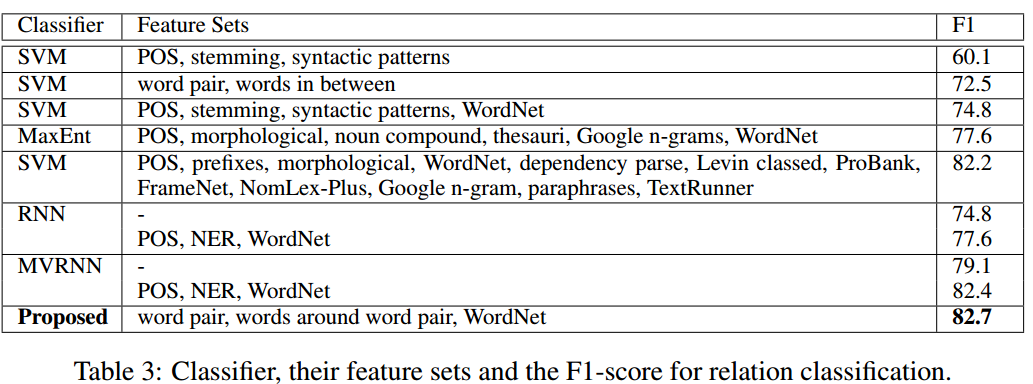 Classifier Feature Sets F1
SVM POS, stemming, syntactic patterns 60.1
SVM word pair, words in between 72.5
SVM POS, stemming, syntactic patterns, WordNet 74.8
MaxEnt POS, morphological, noun compound, thesauri, Google n-grams, WordNet 77.6
SVM POS, prefixes, morphological, WordNet, dependency parse, Levin classed, ProBank, 82.2
FrameNet, NomLex-Plus, Google n-gram, paraphrases, TextRunner
RNN - 74.8
POS, NER, WordNet 77.6
MVRNN - 79.1
POS, NER, WordNet 82.4
Proposed word pair, words around word pair, WordNet 82.7
Table 3: Classifier, their feature sets and the F1-score for relation classification.